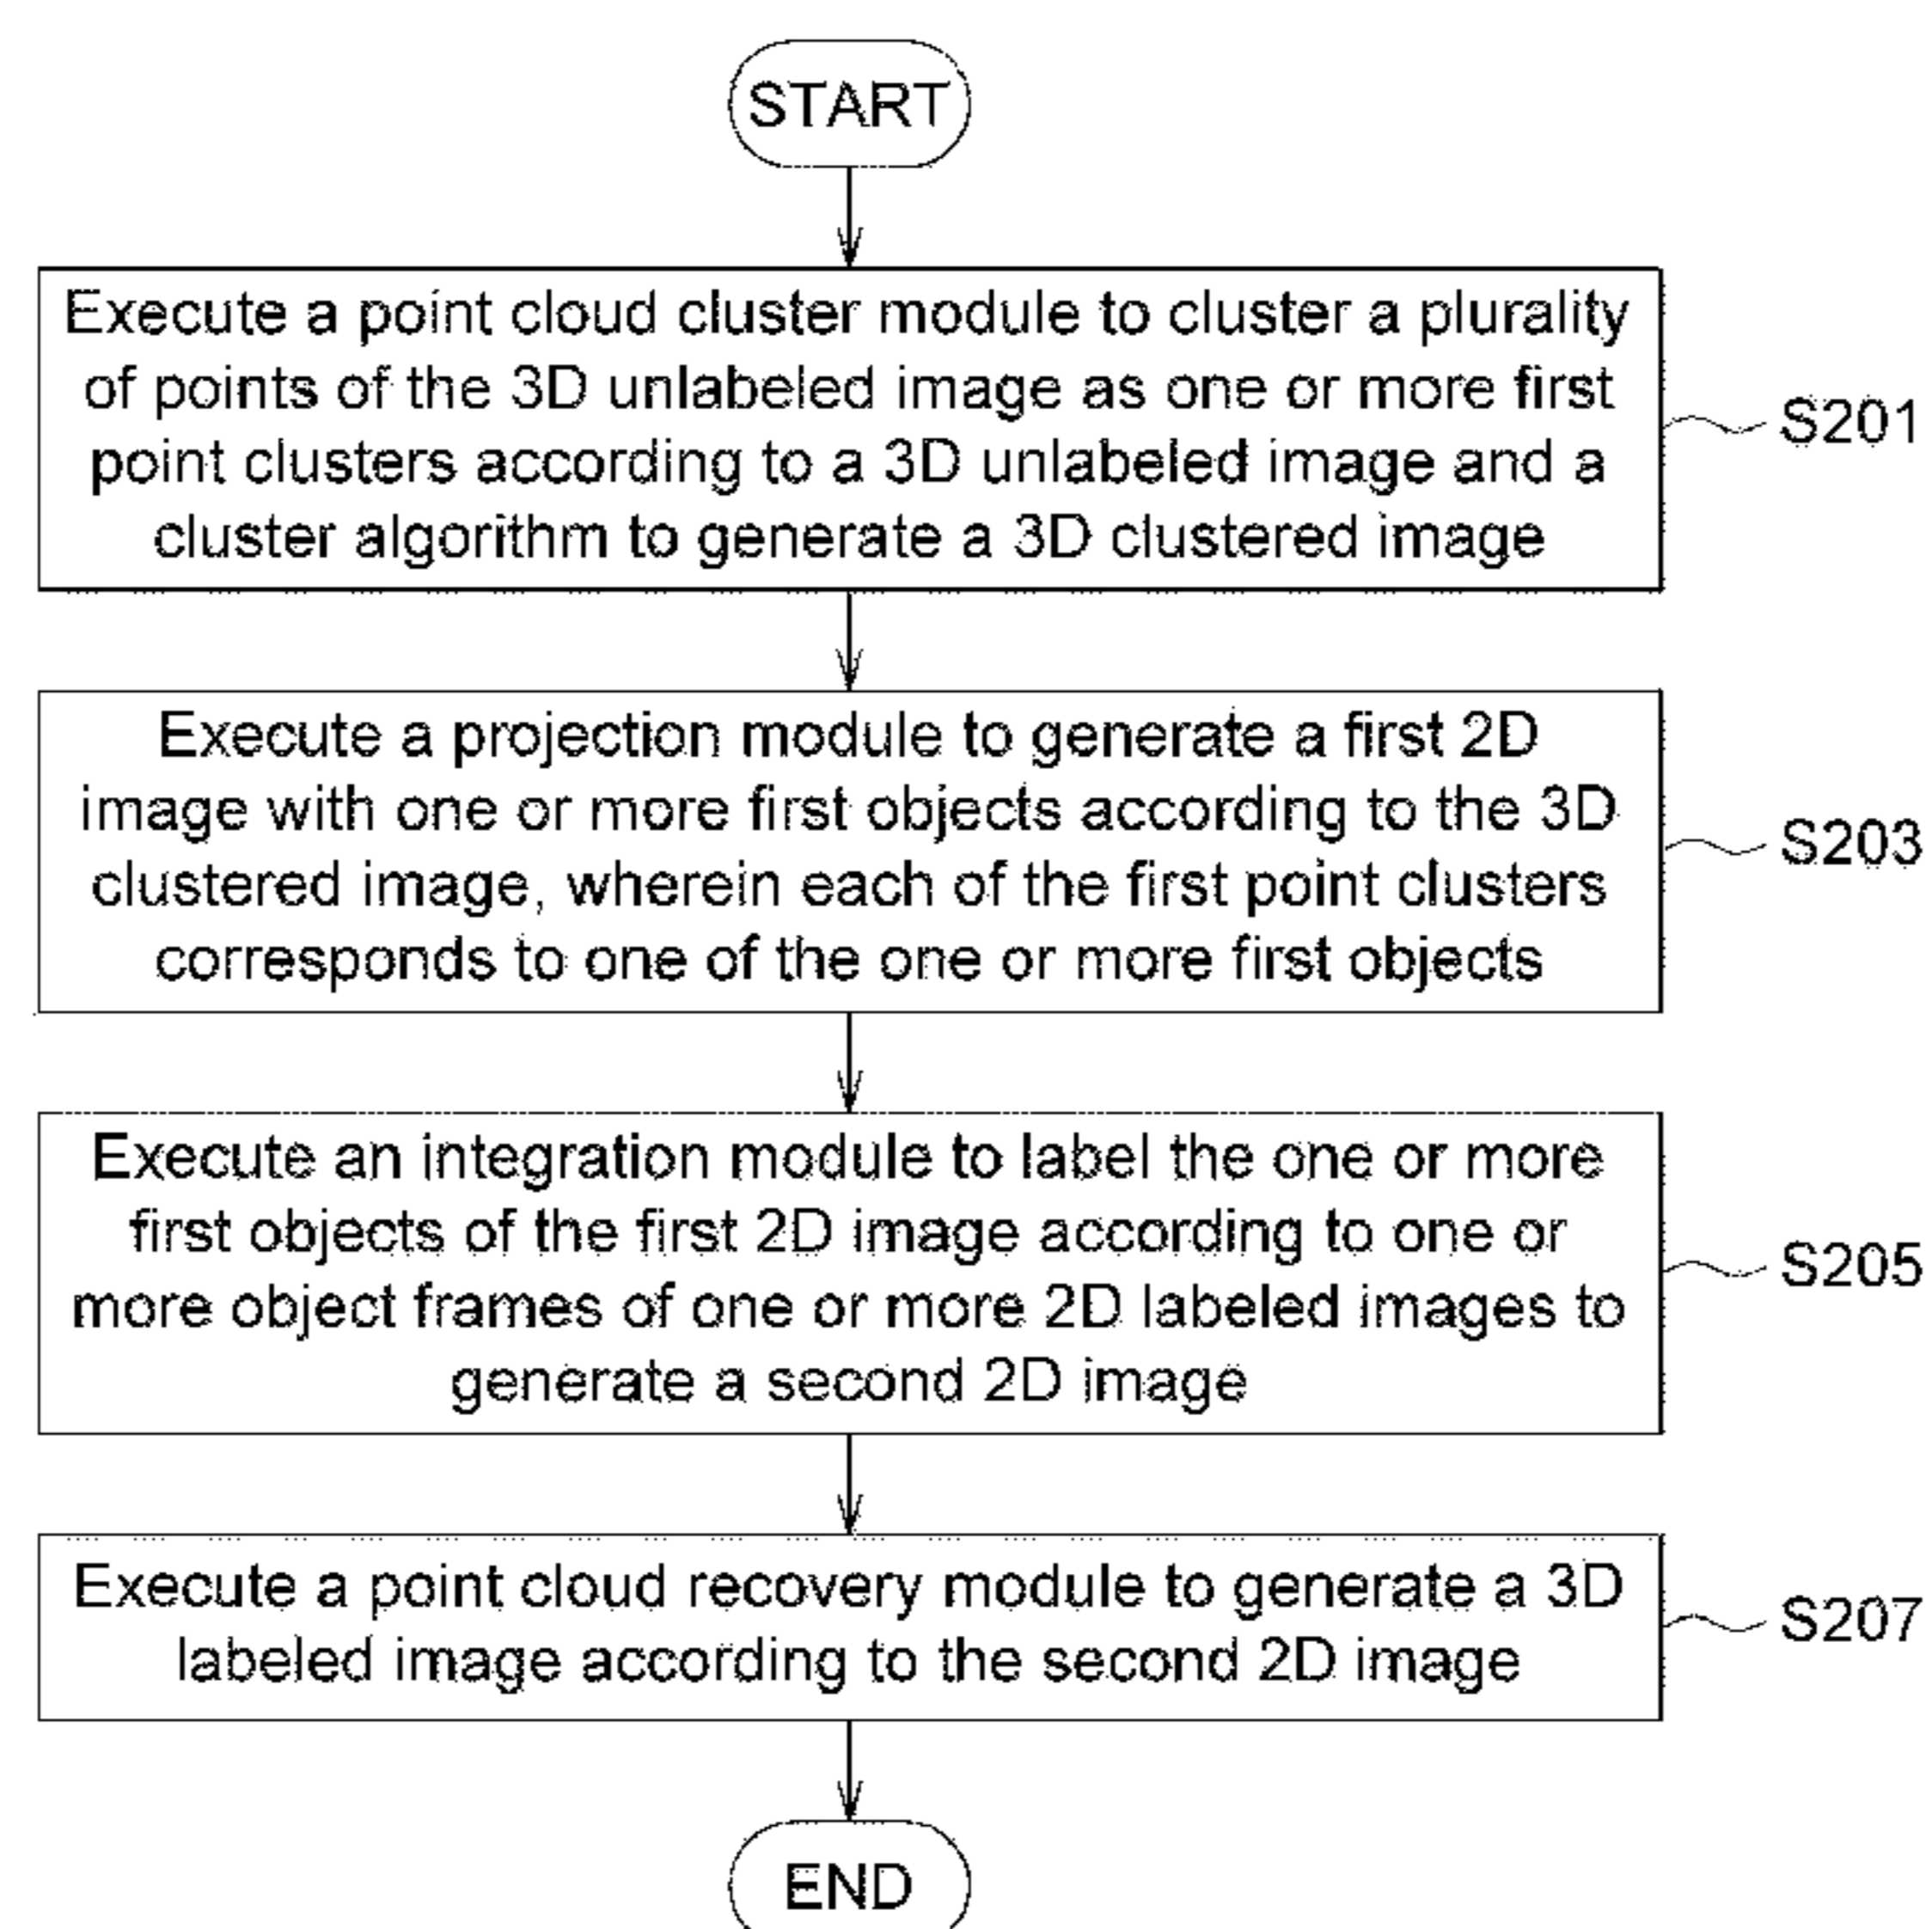 START
Execute a point cloud cluster module to cluster a plurality
of points of the 3D unlabeled image as one or more first
point clusters according to a 3D unlabeled image and a
cluster algorithm to generate a 3D clustered image
S201
Execute a projection module to generate a first 2D
image with one or more first objects according to the 3D
clustered image, wherein each of the first point clusters
corresponds to one of the one or more first objects
S203
Execute an integration module to label the one or more
first objects of the first 2D image according to one or
more object frames of one or more 2D labeled images to
generate a second 2D image
S205
Execute a point cloud recovery module to generate a 3D
labeled image according to the second 2D image
S207
END